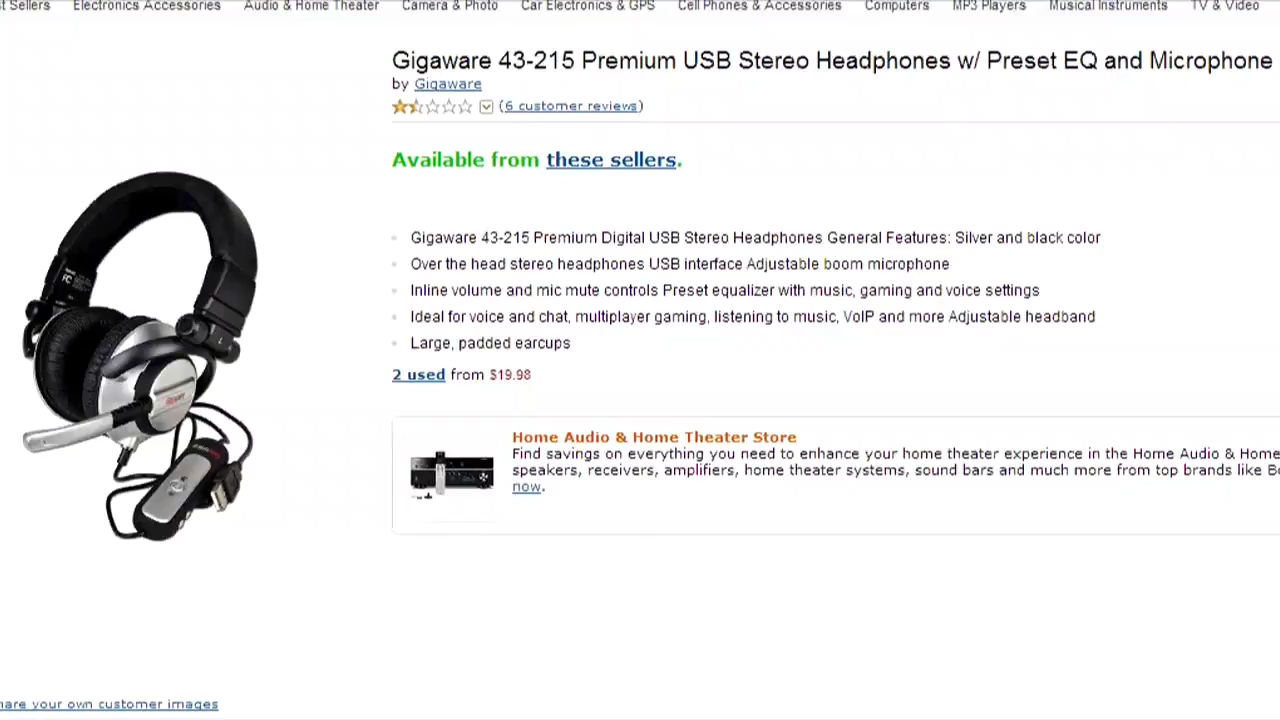 t Sellers Electronics Accessories Audio & Home Theater Camera & Photo Car Electronics & GPS Cell Phones & Accessories Computers MP3 Players Musical Instruments TV & Video
Gigaware 43-215 Premium USB Stereo Headphones w/ Preset EQ and Microphone
by Gigaware
(6 customer reviews)
Available from these sellers.
Gigaware 43-215 Premium Digital USB Stereo Headphones General Features: Silver and black color
Over the head stereo headphones USB interface Adjustable boom microphone
Inline volume and mic mute controls Preset equalizer with music, gaming and voice settings
Ideal for voice and chat, multiplayer gaming, listening to music, VoIP and more Adjustable headband
Large, padded earcups
2 used from $19.98
Home Audio & Home Theater Store
Find savings on everything you need to enhance your home theater experience in the Home Audio & Home
speakers, receivers, amplifiers, home theater systems, sound bars and much more from top brands like B
now.
hare your own customer images